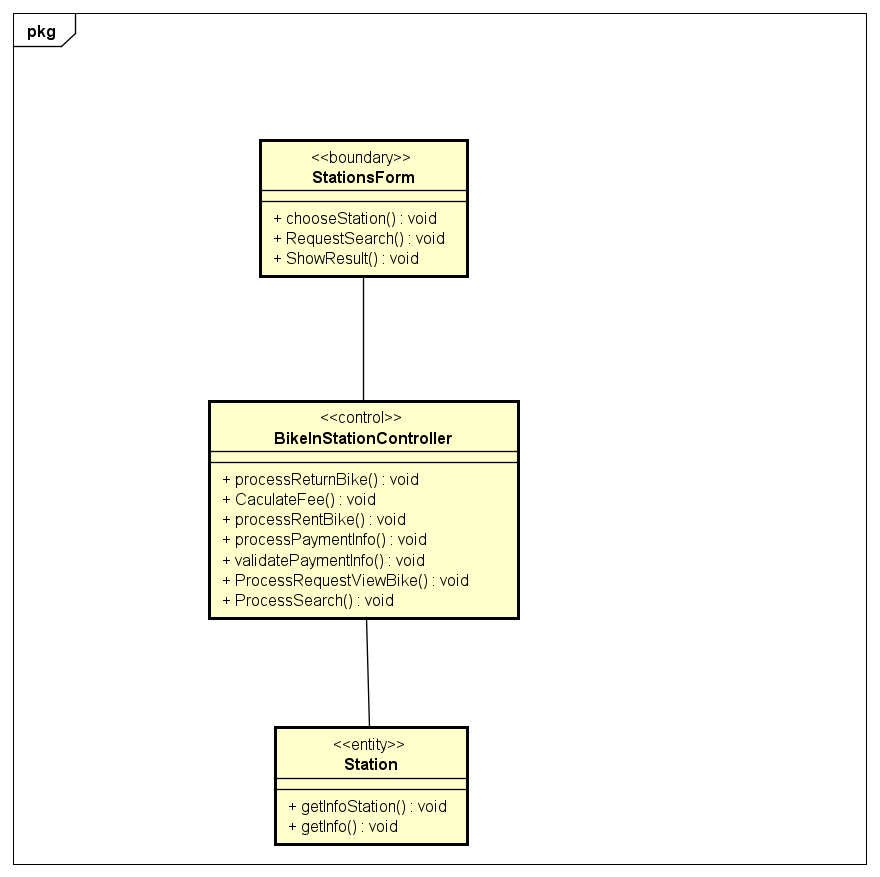 pkg
<<boundary>>
StationsForm
+ chooseStation() : void
+ RequestSearch() : void
+ ShowResult() : void
<<control>>
BikeInStationController
+ processReturnBike() : void
+ CaculateFee() : void
+ processRentBike() : void
+ processPaymentInfo() : void
+ validatePaymentInfo() : void
+ ProcessRequestViewBike() : void
+ ProcessSearch() : void
<<entity>>
Station
+ getInfoStation() : void
+ getInfo() : void